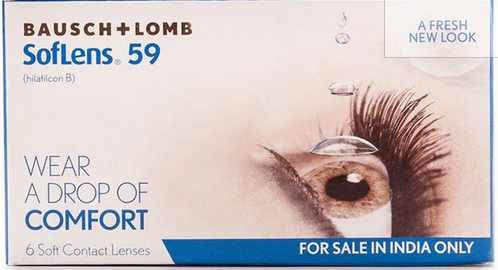 BAUSCH+LOMB
SofLens® 59
(hilafilcon B)
A FRESH
NEW LOOK
WEAR
A DROP OF
COMFORT
6 Soft Contact Lenses
FOR SALE IN INDIA ONLY